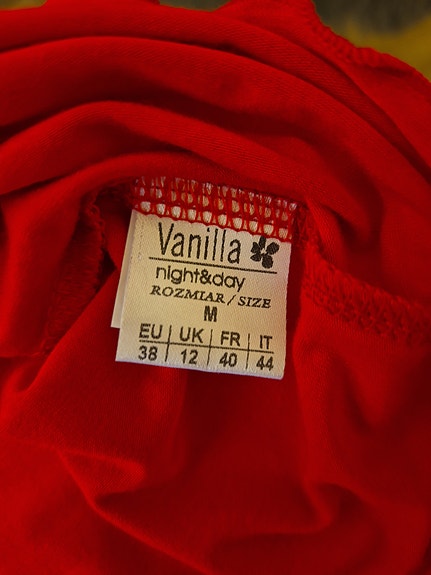 Vanilla
night&day
ROZMIAR/SIZE
M
EU | UK | FR | IT
38 | 12 | 40 | 44